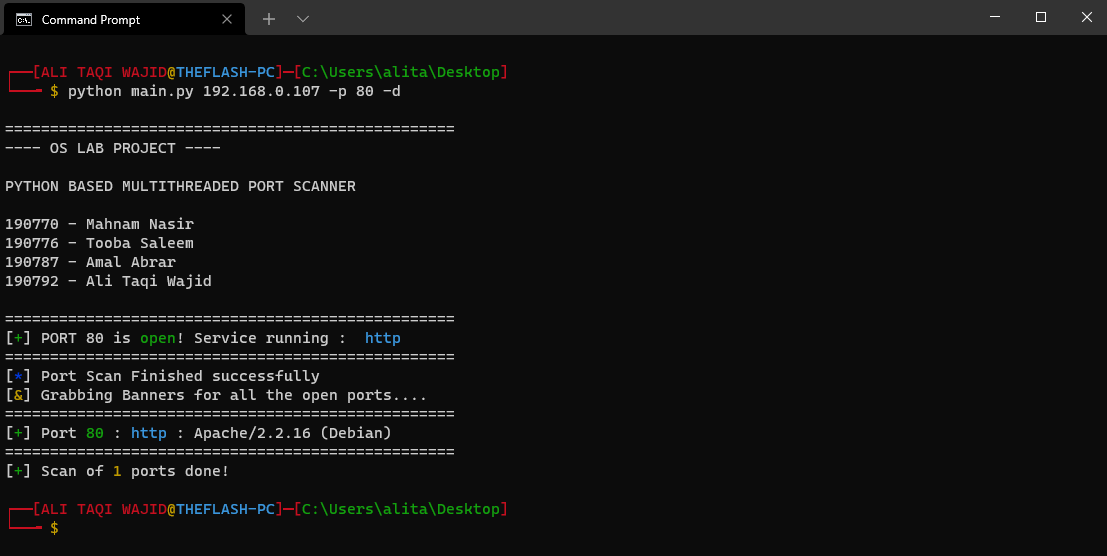 Command Prompt
┌──[ALI TAQI WAJID@THEFLASH-PC]-[C:\Users\alita\Desktop]
└──╴$ python main.py 192.168.0.107 -p 80 -d
==================================================
---- OS LAB PROJECT ----
PYTHON BASED MULTITHREADED PORT SCANNER
190770 - Mahnam Nasir
190776 - Tooba Saleem
190787 - Amal Abrar
190792 - Ali Taqi Wajid
==================================================
[+] PORT 80 is open! Service running :  http
==================================================
[*] Port Scan Finished successfully
[&] Grabbing Banners for all the open ports....
==================================================
[+] Port 80 : http : Apache/2.2.16 (Debian)
==================================================
[+] Scan of 1 ports done!
┌──[ALI TAQI WAJID@THEFLASH-PC]-[C:\Users\alita\Desktop]
└──╴$